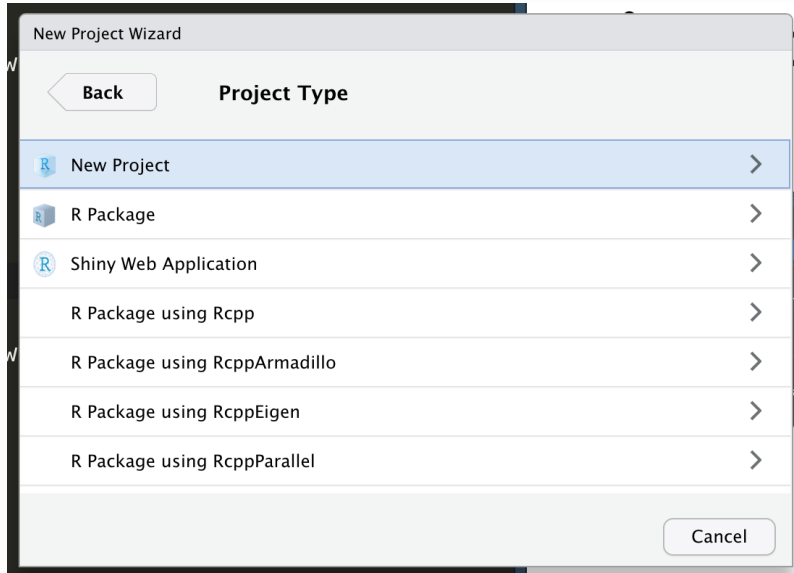 New Project Wizard
Back
Project Type
R New Project
R R Package
R Shiny Web Application
R Package using Rcpp
R Package using RcppArmadillo
R Package using RcppEigen
R Package using RcppParallel
Cancel